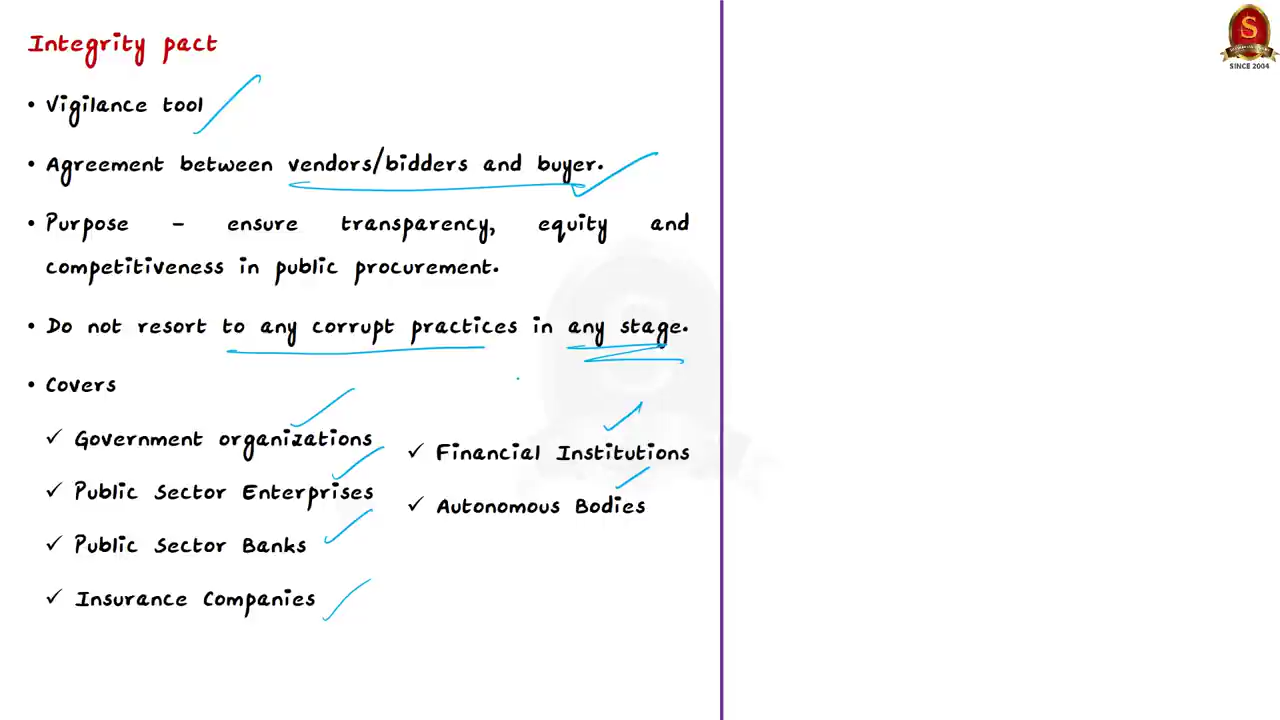 Integrity pact
• Vigilance tool
• Agreement between vendors/bidders and buyer.
• Purpose – ensure transparency, equity and
competitiveness in public procurement.
• Do not resort to any corrupt practices in any stage.
• Covers
✓ Government organizations
✓ Public Sector Enterprises
✓ Public Sector Banks
✓ Insurance Companies
✓ Financial Institutions
✓ Autonomous Bodies
S
SINCE 2004